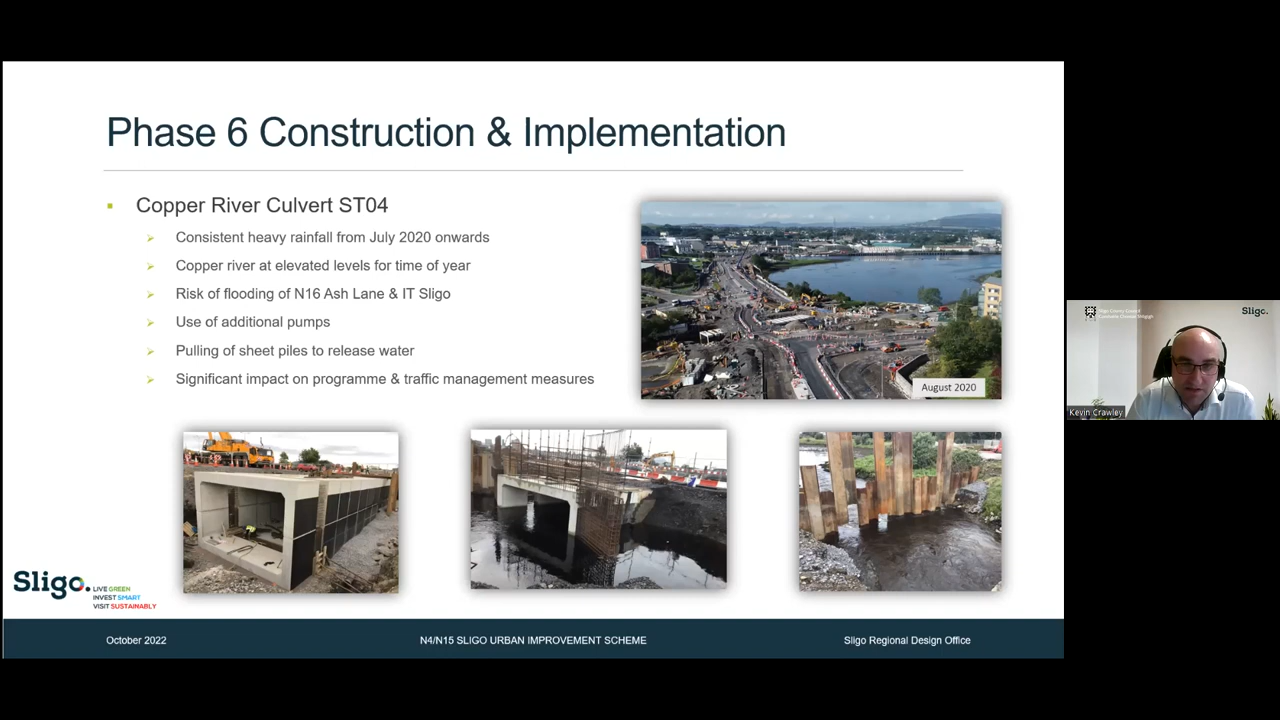 Phase 6 Construction & Implementation
Copper River Culvert ST04
Consistent heavy rainfall from July 2020 onwards
Copper river at elevated levels for time of year
Risk of flooding of N16 Ash Lane & IT Sligo
Use of additional pumps
Pulling of sheet piles to release water
Significant impact on programme & traffic management measures
August 2020
Sligo County Council
Sligo.
Kevin Crawley
Sligo.
LIVE GREEN
INVEST SMART
VISIT SUSTAINABLY
October 2022
N4/N15 SLIGO URBAN IMPROVEMENT SCHEME
Sligo Regional Design Office